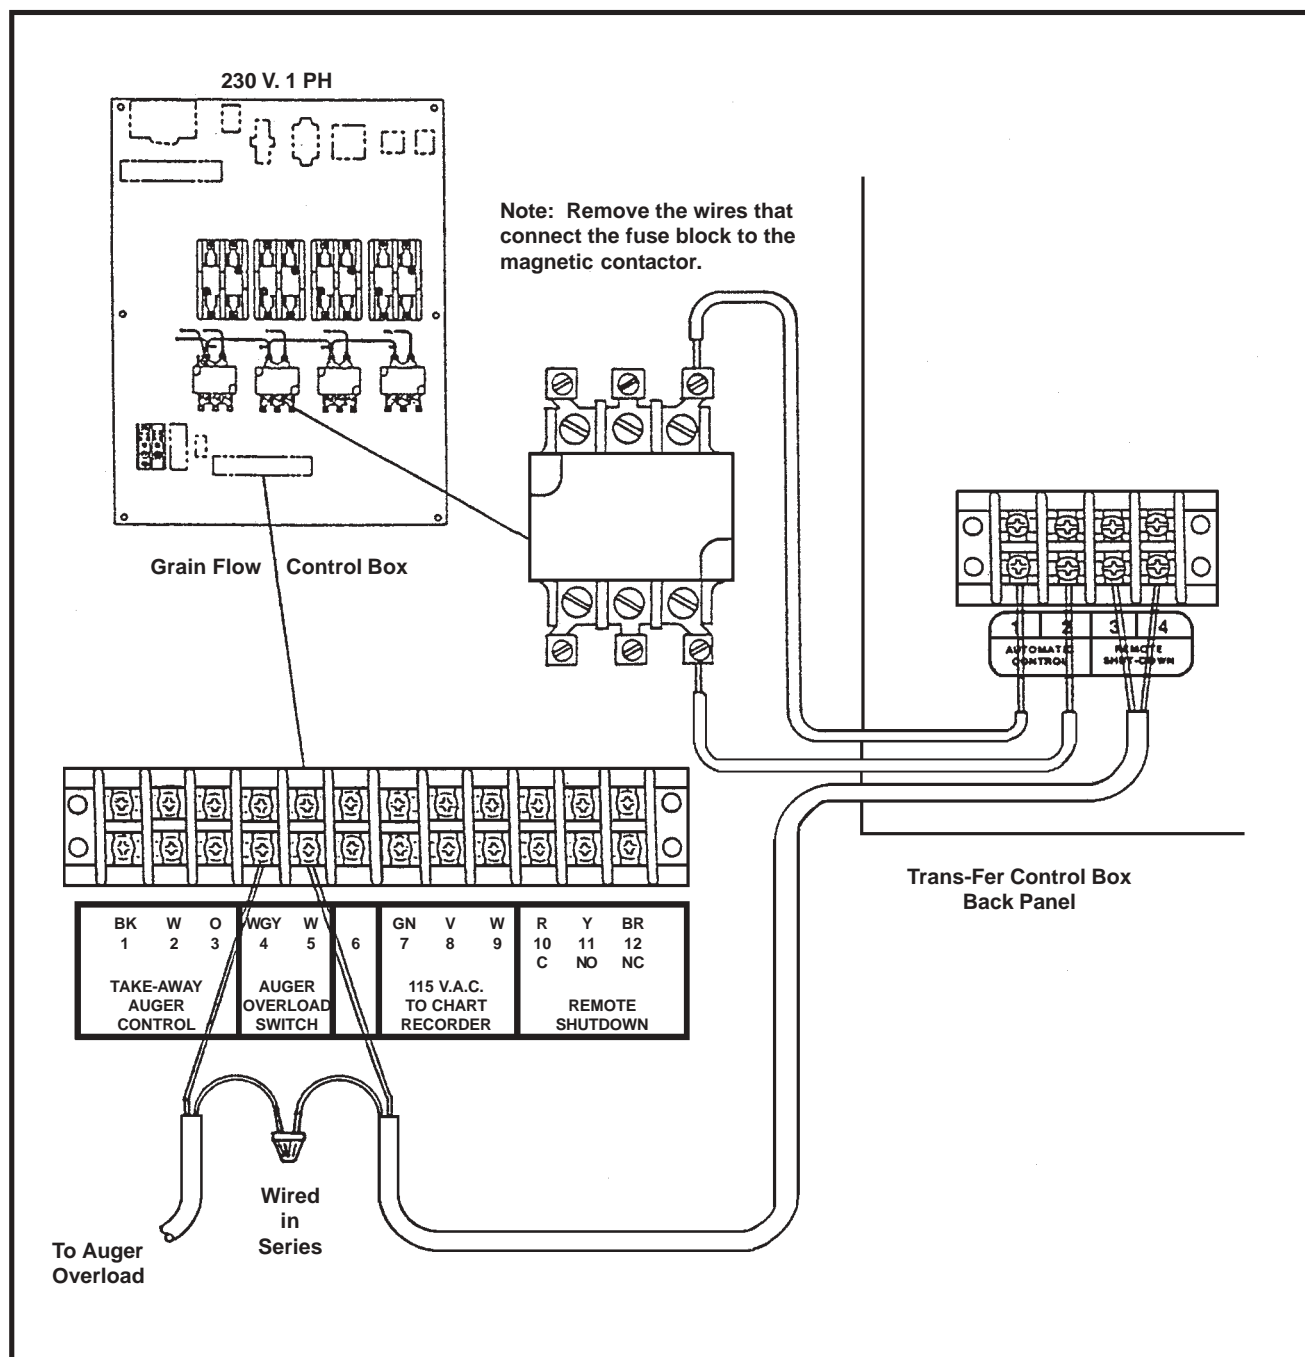 230 V. 1 PH
Note: Remove the wires that
connect the fuse block to the
magnetic contactor.
Grain Flow Control Box
1 2 3 4
AUTOMATIC CONTROL
REMOTE SHUT-DOWN
Trans-Fer Control Box
Back Panel
BK W O WGY W GN V W R Y BR
1 2 3 4 5 6 7 8 9 10 11 12
C NO NC
TAKE-AWAY
AUGER
CONTROL
AUGER
OVERLOAD
SWITCH
115 V.A.C.
TO CHART
RECORDER
REMOTE
SHUTDOWN
Wired
in
Series
To Auger
Overload